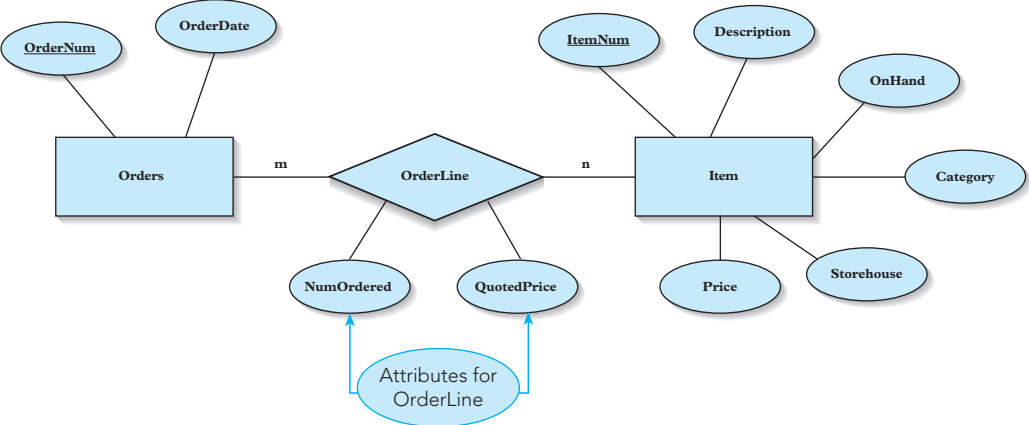 OrderNum
OrderDate
ItemNum
Description
OnHand
Orders
m
OrderLine
n
Item
Category
NumOrdered
QuotedPrice
Price
Storehouse
Attributes for
OrderLine